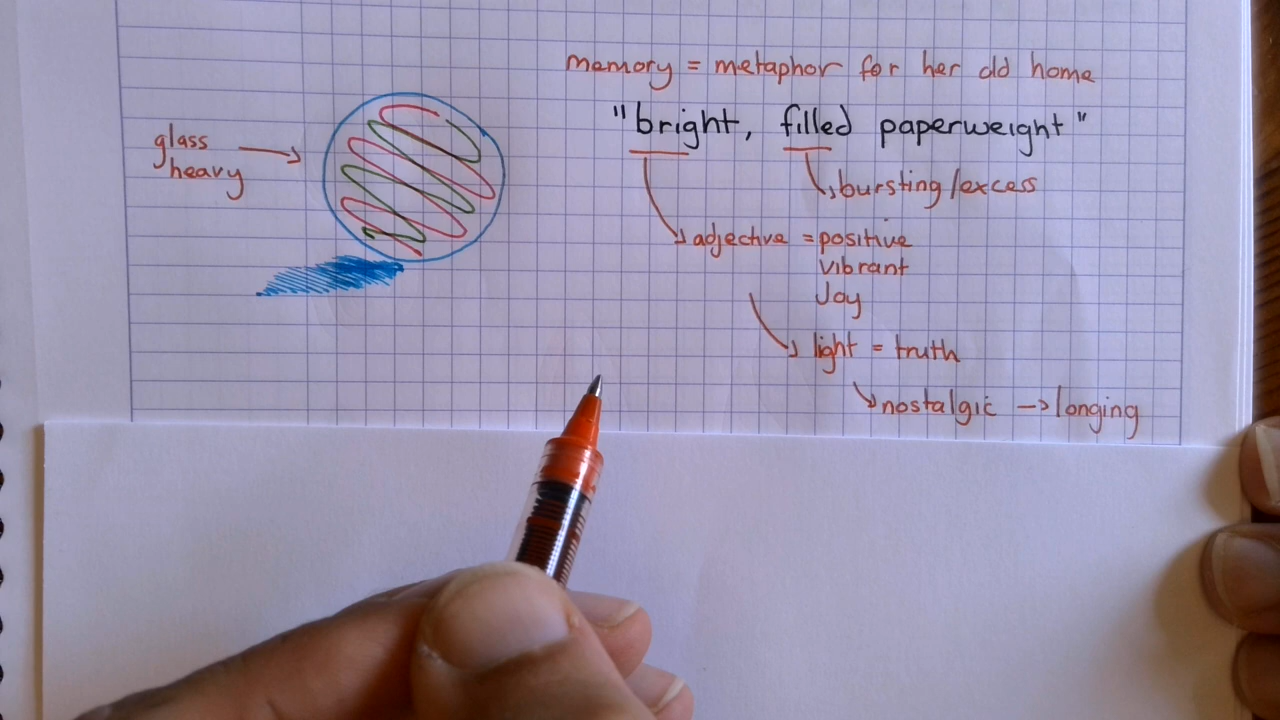 memory = metaphor for her old home
"bright, filled paperweight"
glass
heavy
bursting/excess
adjective = positive
vibrant
Joy
light = truth
nostalgic -> longing